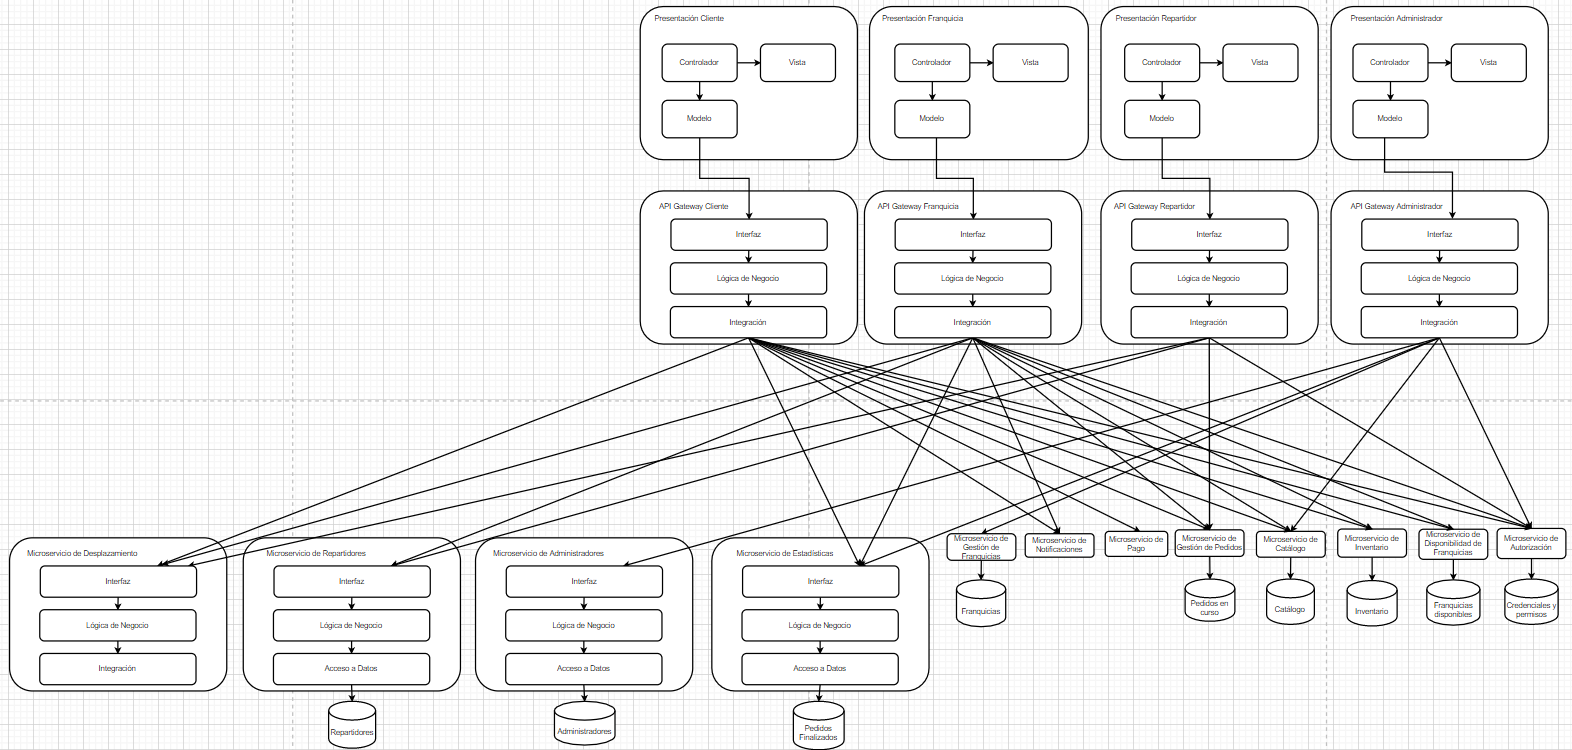 Presentación Cliente
Controlador
Vista
Modelo
Presentación Franquicia
Controlador
Vista
Modelo
Presentación Repartidor
Controlador
Vista
Modelo
Presentación Administrador
Controlador
Vista
Modelo
API Gateway Cliente
Interfaz
Lógica de Negocio
Integración
API Gateway Franquicia
Interfaz
Lógica de Negocio
Integración
API Gateway Repartidor
Interfaz
Lógica de Negocio
Integración
API Gateway Administrador
Interfaz
Lógica de Negocio
Integración
Microservicio de Desplazamiento
Interfaz
Lógica de Negocio
Integración
Microservicio de Repartidores
Interfaz
Lógica de Negocio
Acceso a Datos
Repartidores
Microservicio de Administradores
Interfaz
Lógica de Negocio
Acceso a Datos
Administradores
Microservicio de Estadísticas
Interfaz
Lógica de Negocio
Acceso a Datos
Pedidos
Finalizados
Microservicio de
Gestión de
Franquicias
Franquicias
Microservicio de
Notificaciones
Microservicio de
Pago
Microservicio de
Gestión de Pedidos
Pedidos en
curso
Microservicio de
Catálogo
Catálogo
Microservicio de
Inventario
Inventario
Microservicio de
Disponibilidad de
Franquicias
Franquicias
disponibles
Microservicio de
Autorización
Credenciales y
permisos